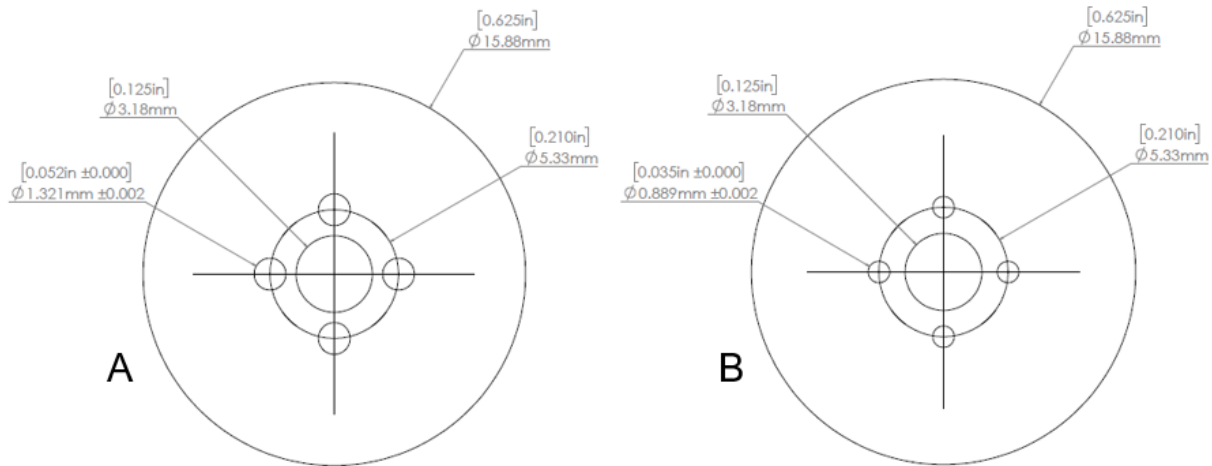 [0.625in]
Ø15.88mm
[0.125in]
Ø3.18mm
[0.210in]
Ø5.33mm
[0.052in ±0.000]
Ø1.321mm ±0.002
A
[0.625in]
Ø15.88mm
[0.125in]
Ø3.18mm
[0.210in]
Ø5.33mm
[0.035in ±0.000]
Ø0.889mm ±0.002
B